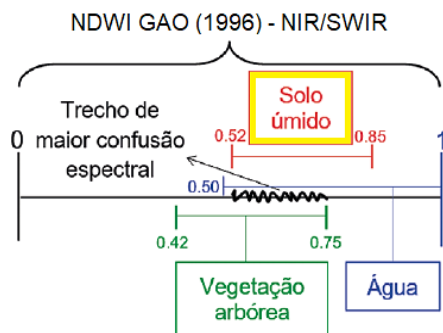 NDWI GAO (1996) - NIR/SWIR
Solo
úmido
Trecho de
maior confusão
espectral
0
0.52
0.85
1
0.50
0.42
0.75
Vegetação
arbórea
Água